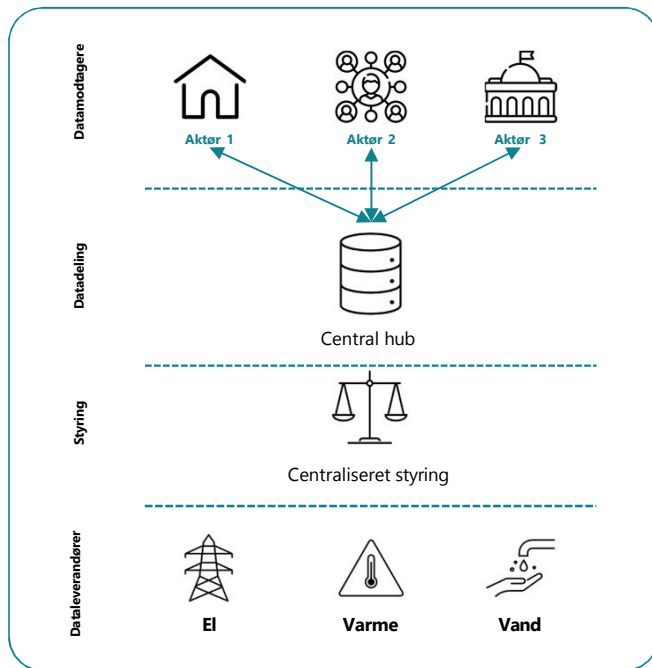 Datamodtagere
Aktør 1
Aktør 2
Aktør 3
Datadeling
Central hub
Styring
Centraliseret styring
Dataleverandører
El
Varme
Vand